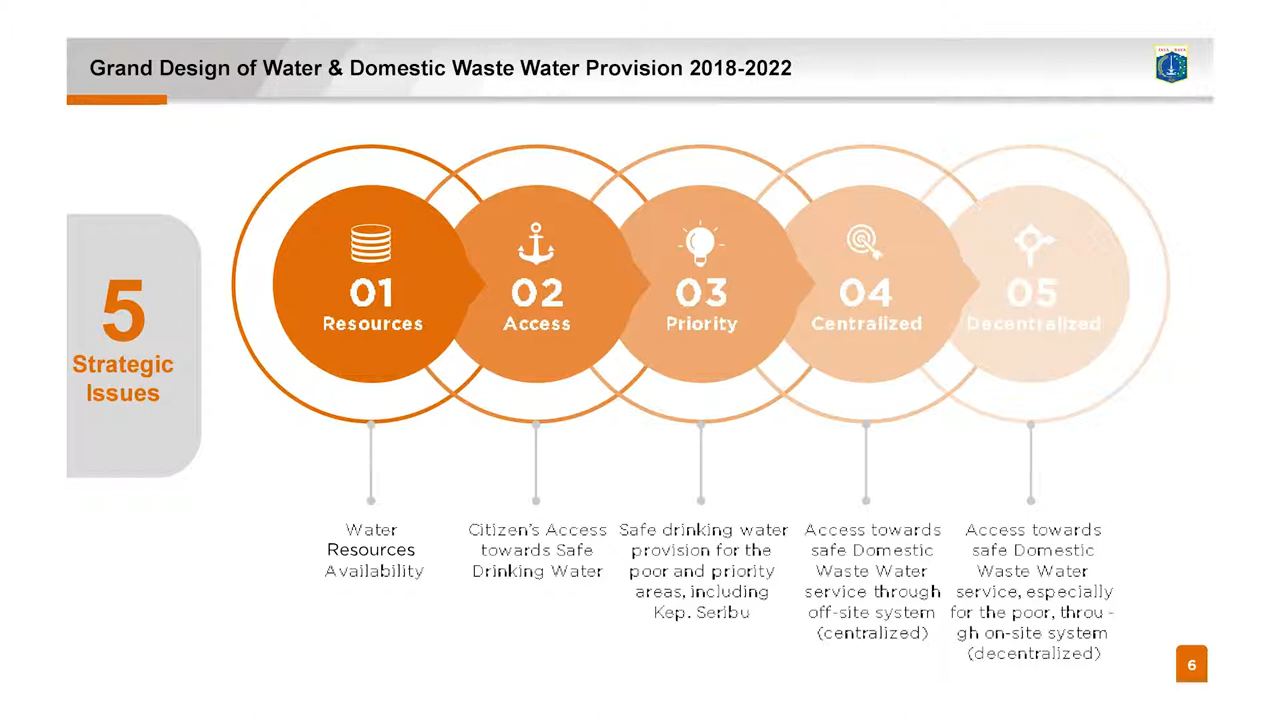 Grand Design of Water & Domestic Waste Water Provision 2018-2022
JAYA RAYA
5
Strategic
Issues
01
Resources
02
Access
03
Priority
04
Centralized
05
Decentralized
Water
Resources
Availability
Citizen's Access
towards Safe
Drinking Water
Safe drinking water
provision for the
poor and priority
areas, including
Kep. Seribu
Access towards
safe Domestic
Waste Water
service through
off-site system
(centralized)
Access towards
safe Domestic
Waste Water
service, especially
for the poor, throu -
gh on-site system
(decentralized)
6